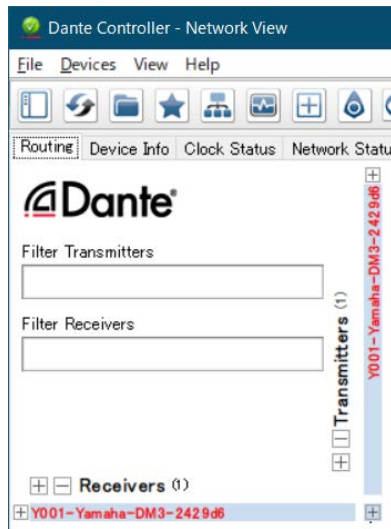 Dante Controller - Network View
File Devices View Help
Routing Device Info Clock Status Network Statu
Dante®
Filter Transmitters
Filter Receivers
Transmitters (1)
Y001-Yamaha-DM3-2429d6
Receivers (1)
Y001-Yamaha-DM3-2429d6